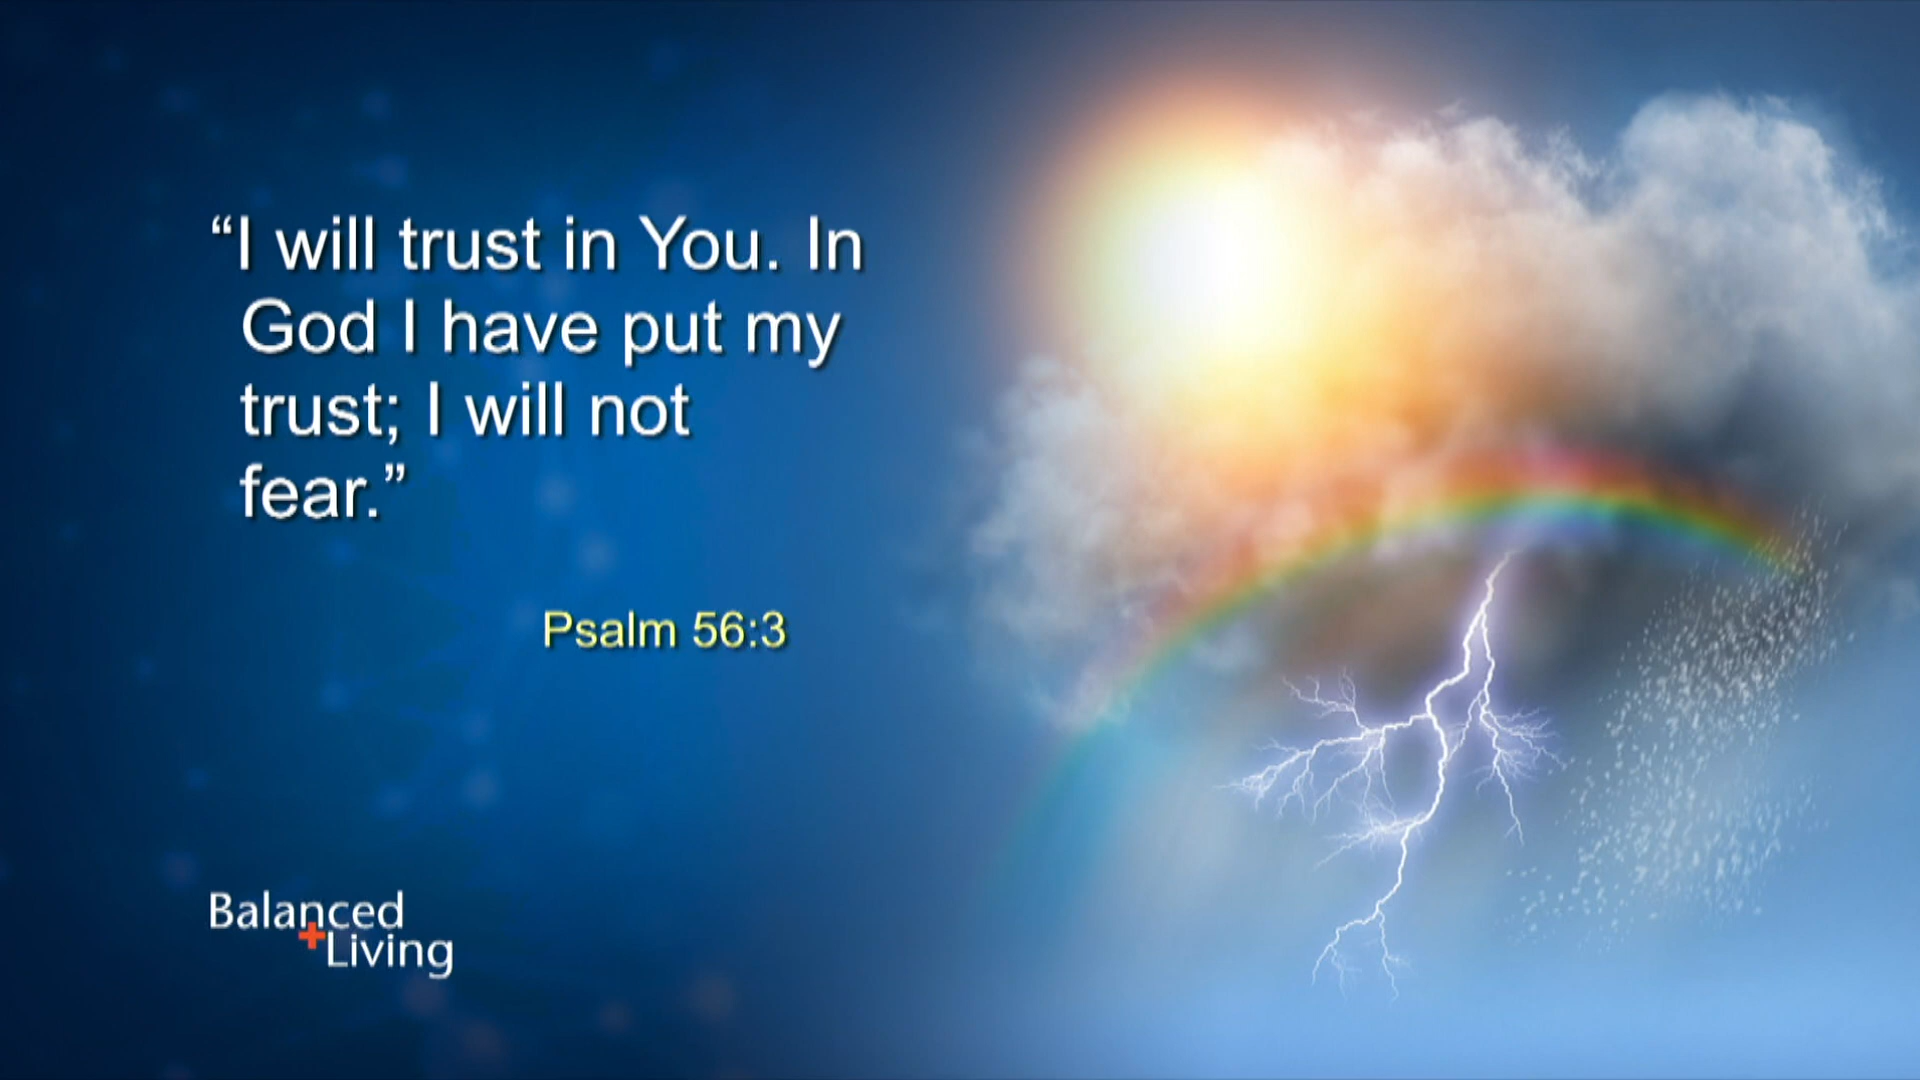 “I will trust in You. In
God I have put my
trust; I will not
fear.”
Psalm 56:3
Balanced
Living